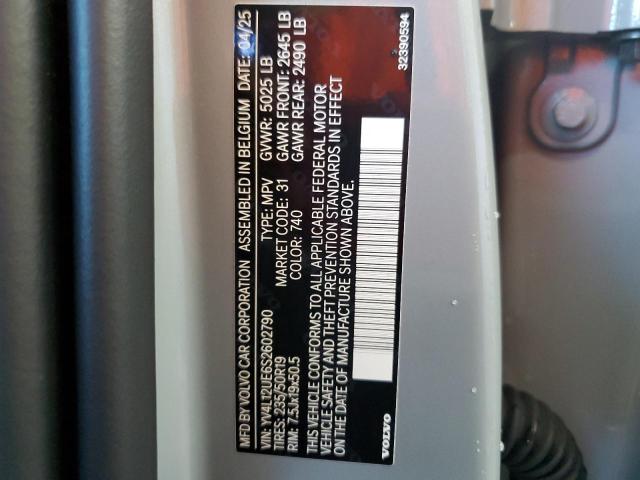 MFD BY VOLVO CAR CORPORATION ASSEMBLED IN BELGIUM DATE: 04/25
VIN: YV4L12UE6S2602790 TYPE: MPV GVWR: 5025 LB
TIRES: 235/50R19 MARKET CODE: 31 GAWR FRONT: 2645 LB
RIM: 7.5Jx19x50.5 COLOR: 740 GAWR REAR: 2490 LB
THIS VEHICLE CONFORMS TO ALL APPLICABLE FEDERAL MOTOR
VEHICLE SAFETY AND THEFT PREVENTION STANDARDS IN EFFECT
ON THE DATE OF MANUFACTURE SHOWN ABOVE.
VOLVO 32390594